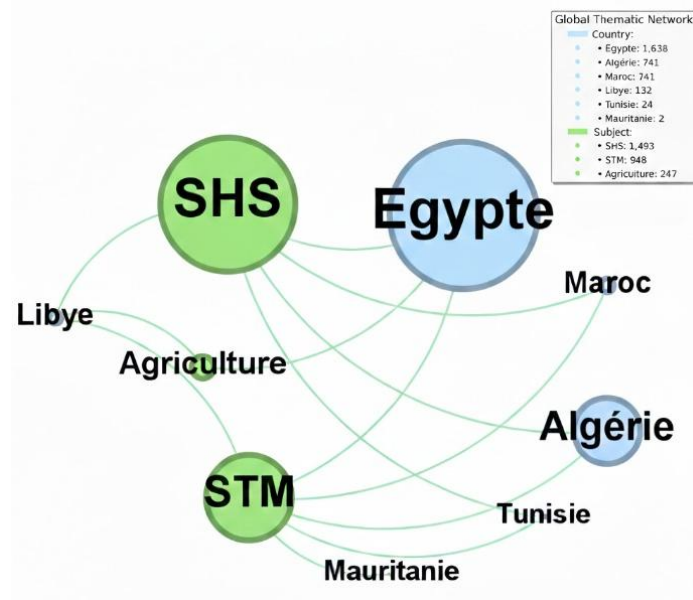 Global Thematic Network
Country:
• Egypte: 1,638
• Algérie: 741
• Maroc: 741
• Libye: 132
• Tunisie: 24
• Mauritanie: 2
Subject:
• SHS: 1,493
• STM: 948
• Agriculture: 247
SHS
Egypte
Maroc
Libye
Agriculture
Algérie
STM
Tunisie
Mauritanie